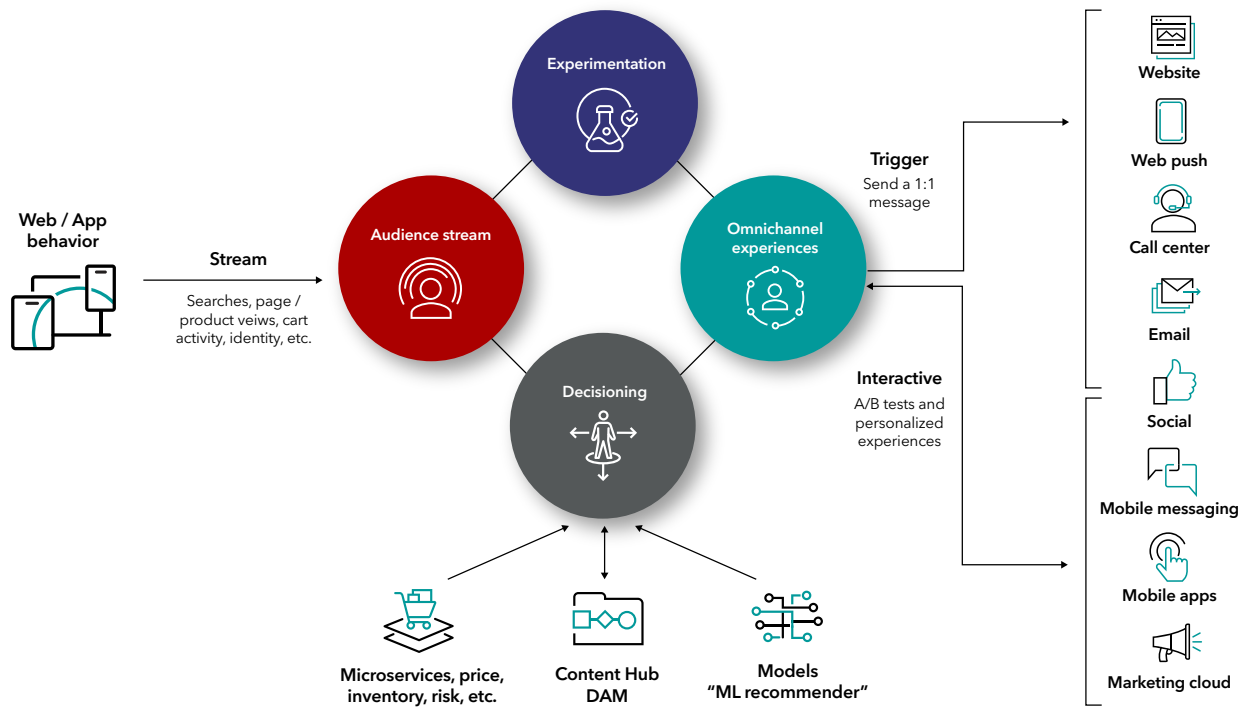 Experimentation
Audience stream
Omnichannel
experiences
Decisioning
Web / App
behavior
Stream
Searches, page /
product veiws, cart
activity, identity, etc.
Trigger
Send a 1:1
message
Interactive
A/B tests and
personalized
experiences
Microservices, price,
inventory, risk, etc.
Content Hub
DAM
Models
“ML recommender”
Website
Web push
Call center
Email
Social
Mobile messaging
Mobile apps
Marketing cloud